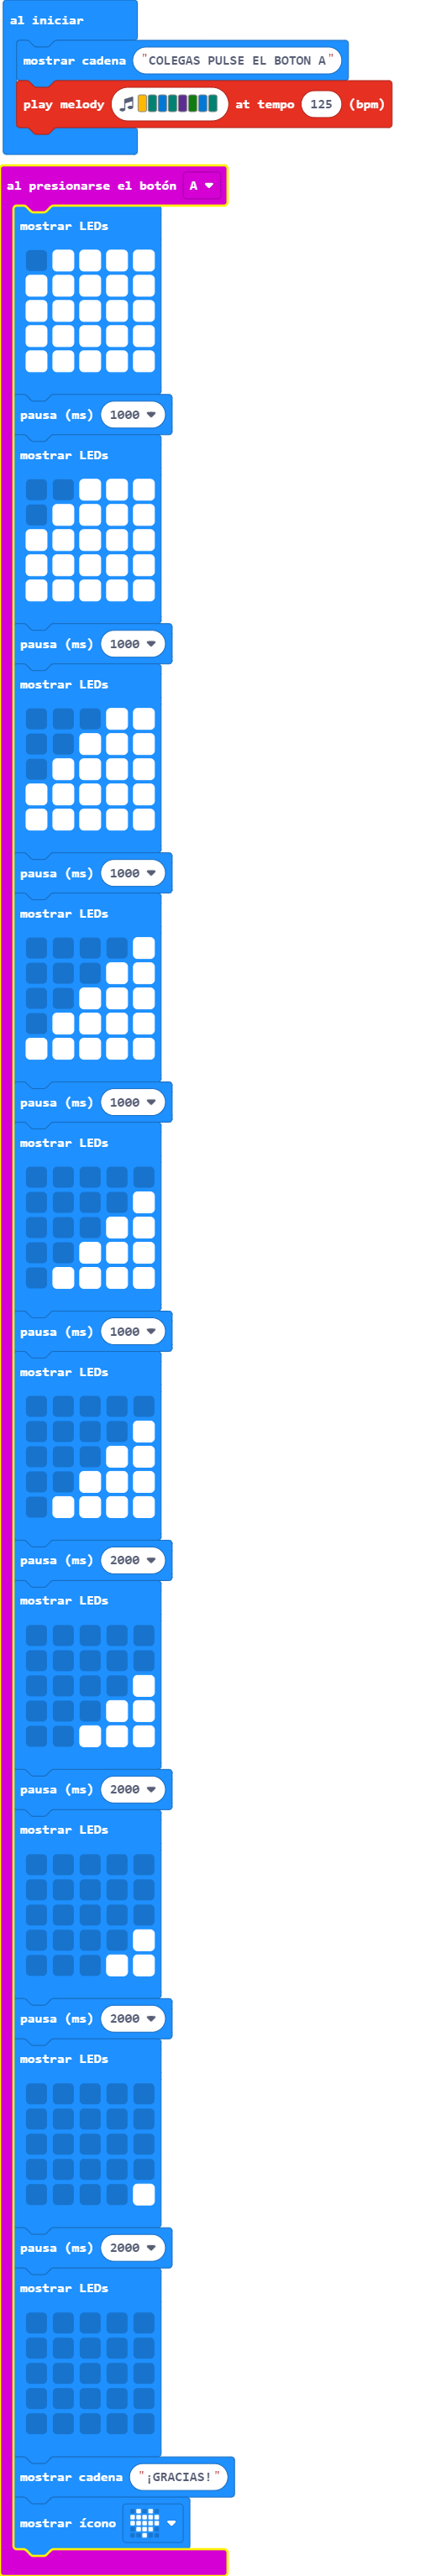 al iniciar
mostrar cadena "COLEGAS PULSE EL BOTON A"
play melody at tempo 125 (bpm)
al presionarse el botón A
mostrar LEDs
pausa (ms) 1000
mostrar LEDs
pausa (ms) 1000
mostrar LEDs
pausa (ms) 1000
mostrar LEDs
pausa (ms) 1000
mostrar LEDs
pausa (ms) 1000
mostrar LEDs
pausa (ms) 2000
mostrar LEDs
pausa (ms) 2000
mostrar LEDs
pausa (ms) 2000
mostrar LEDs
pausa (ms) 2000
mostrar LEDs
mostrar cadena "¡GRACIAS!"
mostrar ícono